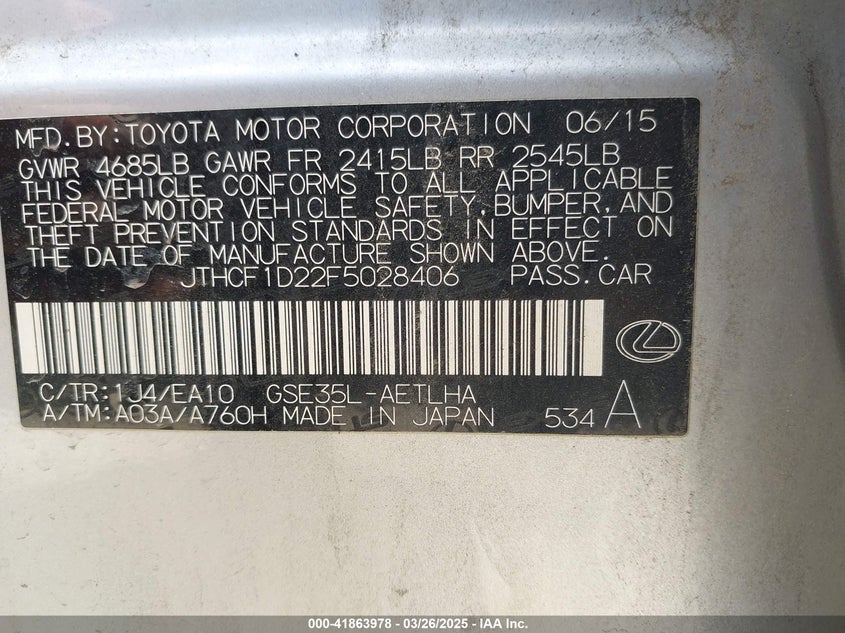 MFD.BY:TOYOTA MOTOR CORPORATION 06/15
GVWR 4685LB GAWR FR 2415LB RR 2545LB
THIS VEHICLE CONFORMS TO ALL APPLICABLE
FEDERAL MOTOR VEHICLE SAFETY,BUMPER,AND
THEFT PREVENTION STANDARDS IN EFFECT ON
THE DATE OF MANUFACTURE SHOWN ABOVE.
JTHCF1D22F5028406 PASS.CAR
C/TR:1J4/EA10 GSE35L-AETLHA
A/TM:A03A/A760H MADE IN JAPAN 534 A
000-41863978 - 03/26/2025 - © IAA Inc.